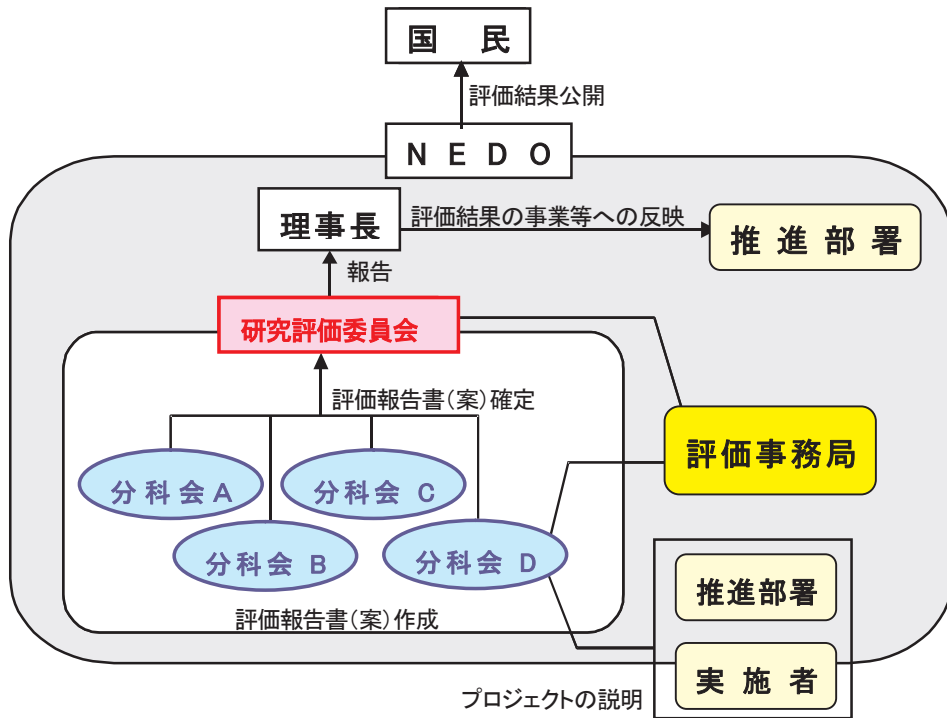 国 民
評価結果公開
N E D O
理事長
評価結果の事業等への反映
推 進 部 署
報告
研究評価委員会
評価報告書(案)確定
評価事務局
分科会 A
分科会 C
分科会 B
分科会 D
推進部署
評価報告書(案)作成
実 施 者
プロジェクトの説明